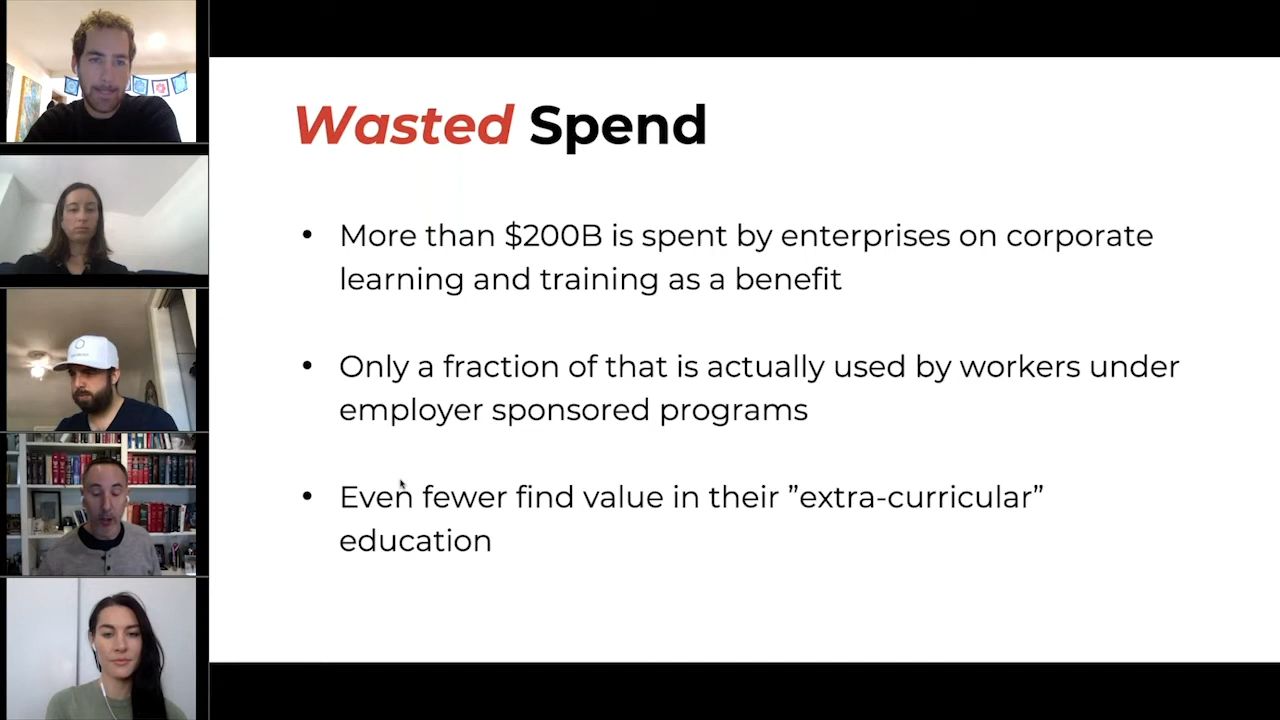 Wasted Spend
• More than $200B is spent by enterprises on corporate
learning and training as a benefit
• Only a fraction of that is actually used by workers under
employer sponsored programs
• Even fewer find value in their ”extra-curricular”
education